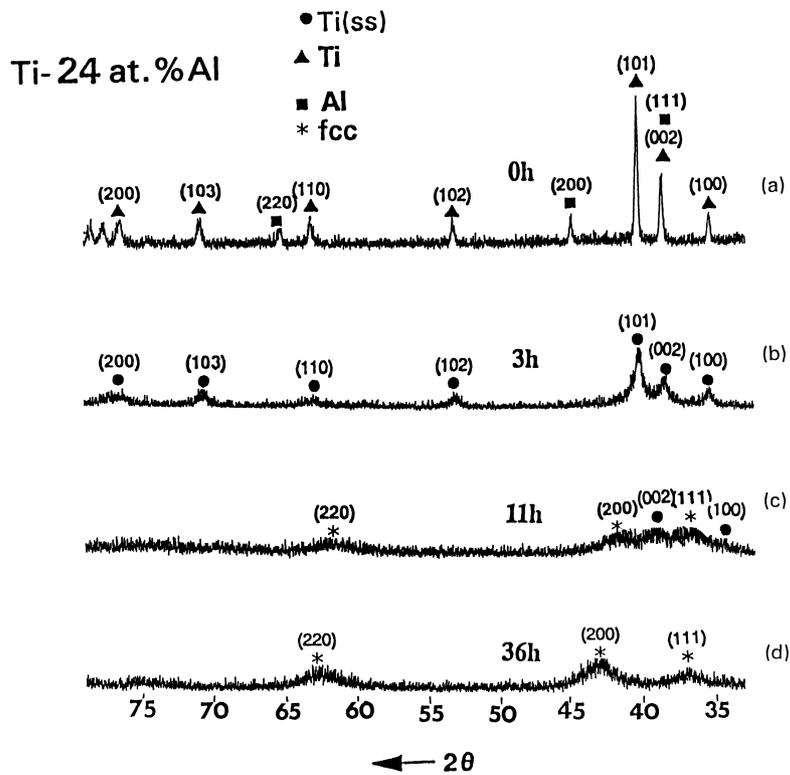 ● Ti(ss)
▲ Ti
Ti-24 at.%Al
■ Al
* fcc
(101)
(111)
(002)
0h
(a)
(200) (103) (220) (110) (102) (200) (100)
(101)
3h
(b)
(200) (103) (110) (102) (002) (100)
11h
(c)
(220) (200) (002) (111) (100)
36h
(d)
(220) (200) (111)
75 70 65 60 55 50 45 40 35
2θ